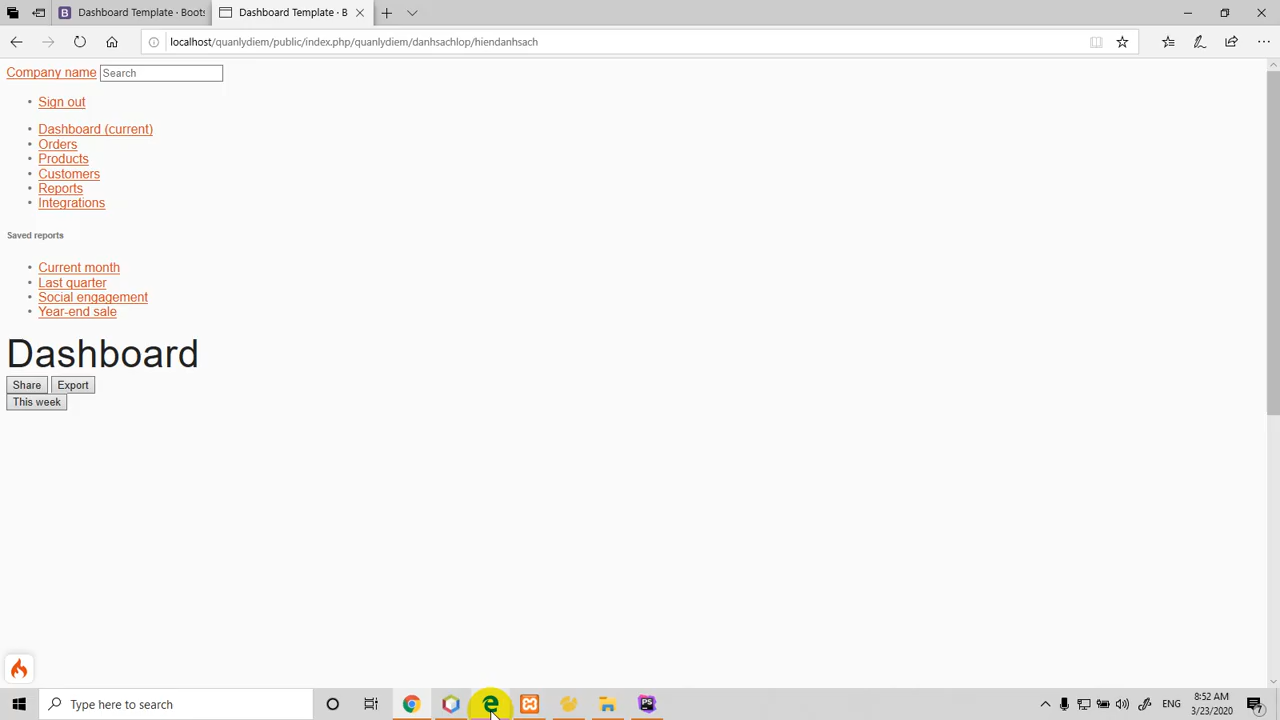 Dashboard Template · Boots
Dashboard Template · B
localhost/quanlydiem/public/index.php/quanlydiem/danhsachlop/hiendanhsach
Company name Search
• Sign out
• Dashboard (current)
• Orders
• Products
• Customers
• Reports
• Integrations
Saved reports
• Current month
• Last quarter
• Social engagement
• Year-end sale
Dashboard
Share Export
This week
Type here to search
ENG
8:52 AM
3/23/2020
7